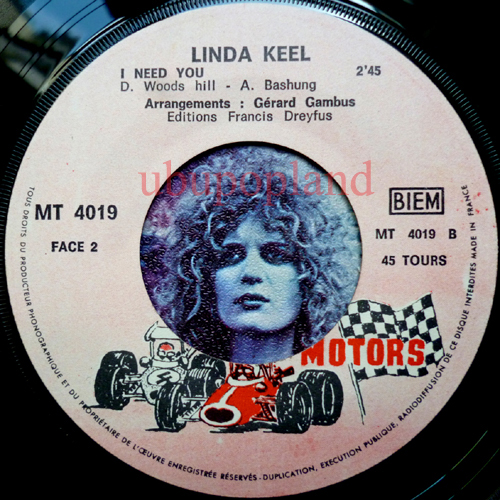 LINDA KEEL
I NEED YOU 2'45
D. Woods hill - A. Bashung
Arrangements : Gérard Gambus
Editions Francis Dreyfus
ubupopland
MT 4019
BIEM
FACE 2
MT 4019 B
45 TOURS
MOTORS
TOUS DROITS DU PRODUCTEUR PHONOGRAPHIQUE ET DU PROPRIÉTAIRE DE L'ŒUVRE ENREGISTRÉE RÉSERVÉS - DUPLICATION, EXECUTION PUBLIQUE, RADIODIFFUSION DE CE DISQUE INTERDITES MADE IN FRANCE